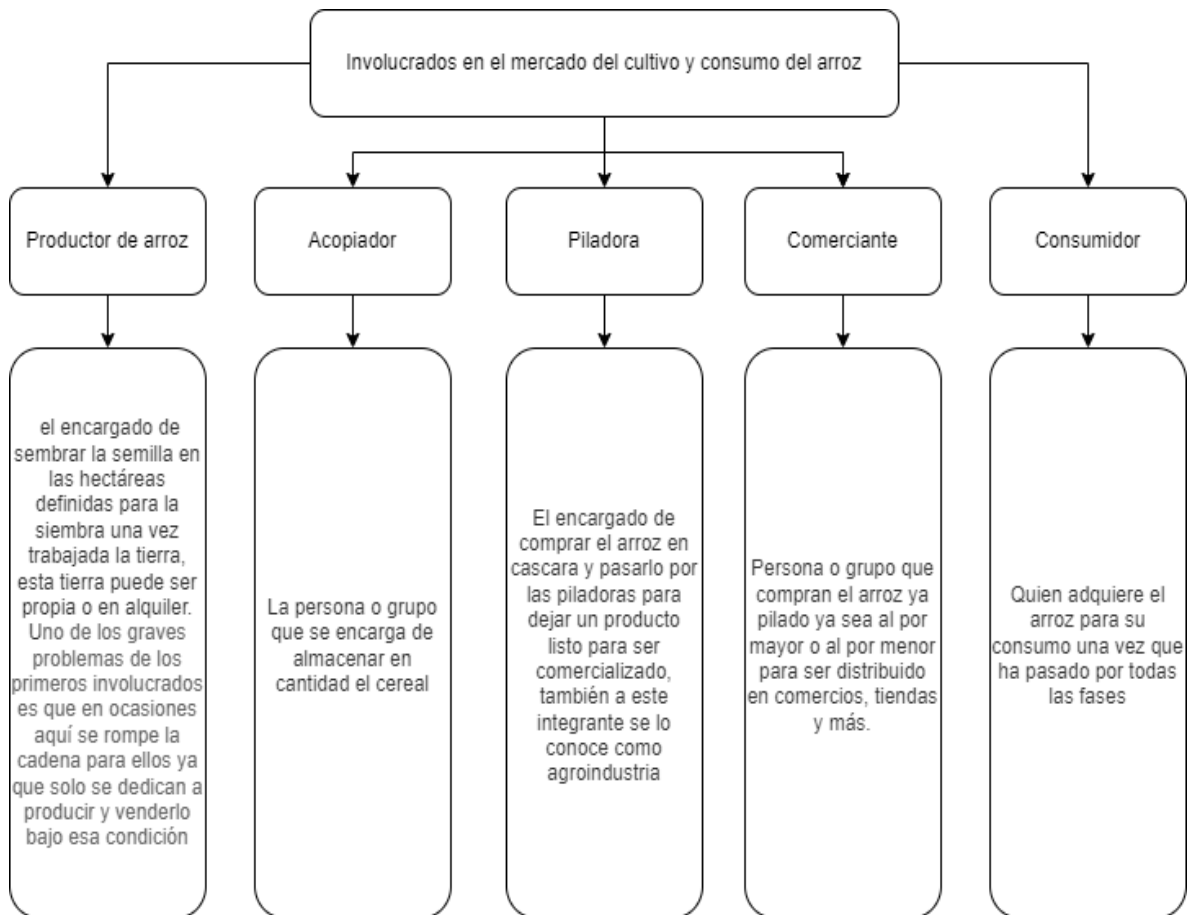 Involucrados en el mercado del cultivo y consumo del arroz
Productor de arroz
Acopiador
Piladora
Comerciante
Consumidor
el encargado de
sembrar la semilla en
las hectáreas
definidas para la
siembra una vez
trabajada la tierra,
esta tierra puede ser
propia o en alquiler.
Uno de los graves
problemas de los
primeros involucrados
es que en ocasiones
aquí se rompe la
cadena para ellos ya
que solo se dedican a
producir y venderlo
bajo esa condición
La persona o grupo
que se encarga de
almacenar en
cantidad el cereal
El encargado de
comprar el arroz en
cascara y pasarlo por
las piladoras para
dejar un producto
listo para ser
comercializado,
también a este
integrante se lo
conoce como
agroindustria
Persona o grupo que
compran el arroz ya
pilado ya sea al por
mayor o al por menor
para ser distribuido
en comercios, tiendas
y más.
Quien adquiere el
arroz para su
consumo una vez que
ha pasado por todas
las fases